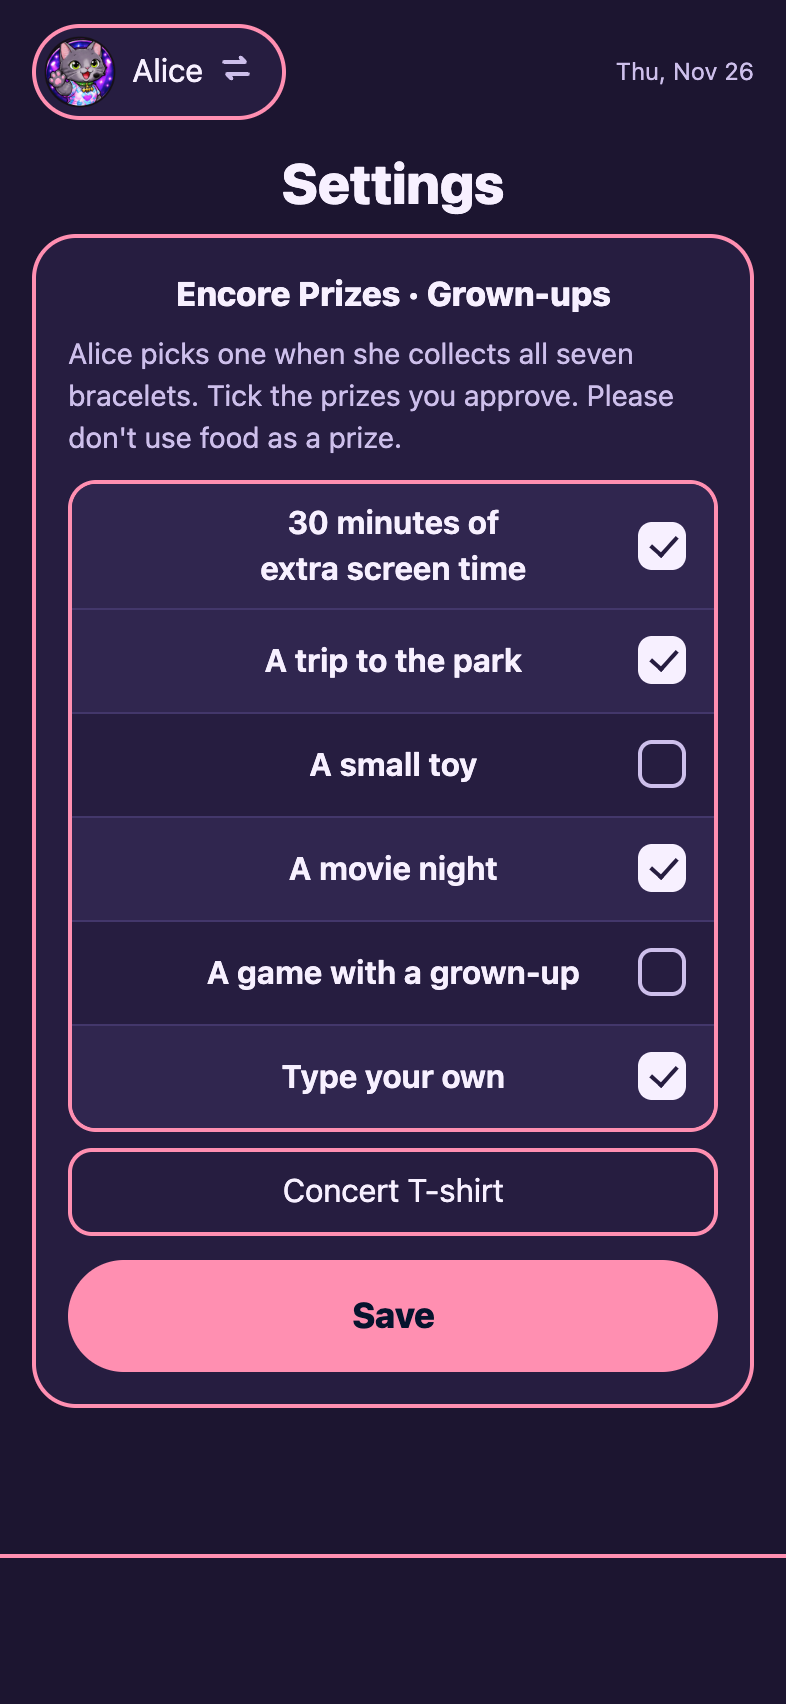 Alice
Thu, Nov 26
Settings
Encore Prizes · Grown-ups
Alice picks one when she collects all seven
bracelets. Tick the prizes you approve. Please
don't use food as a prize.
30 minutes of
extra screen time
A trip to the park
A small toy
A movie night
A game with a grown-up
Type your own
Concert T-shirt
Save